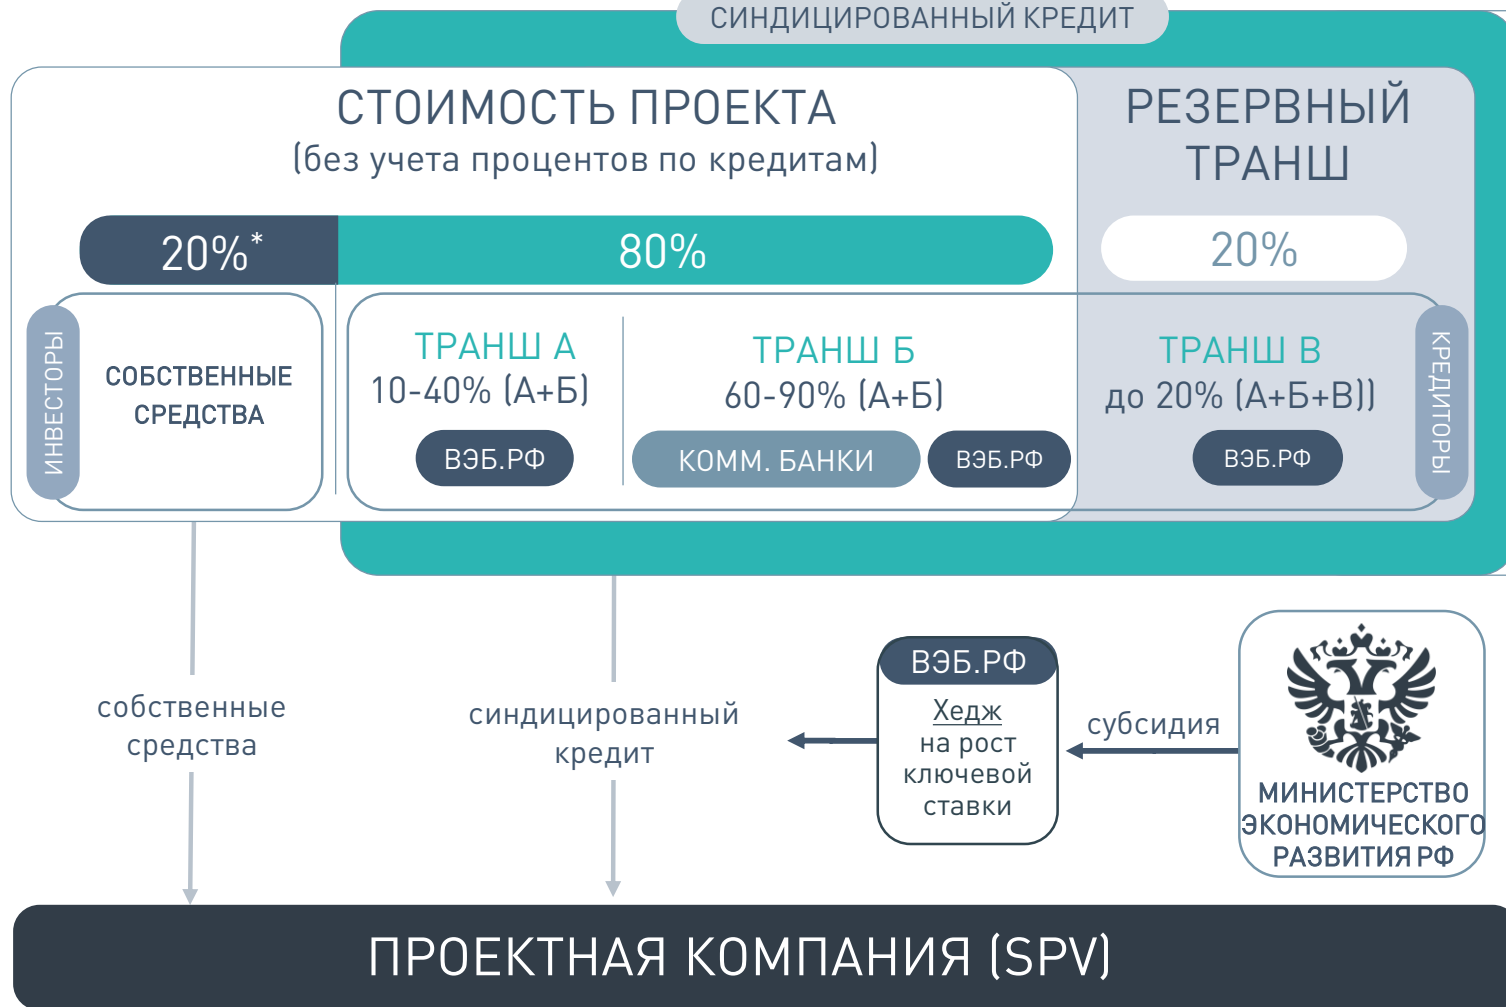 СИНДИЦИРОВАННЫЙ КРЕДИТ
СТОИМОСТЬ ПРОЕКТА
(без учета процентов по кредитам)
РЕЗЕРВНЫЙ
ТРАНШ
20%*
80%
20%
ИНВЕСТОРЫ
СОБСТВЕННЫЕ
СРЕДСТВА
ТРАНШ А
10-40% (А+Б)
ВЭБ.РФ
ТРАНШ Б
60-90% (А+Б)
КОММ. БАНКИ
ВЭБ.РФ
ТРАНШ В
до 20% (А+Б+В))
ВЭБ.РФ
КРЕДИТОРЫ
собственные
средства
синдицированный
кредит
ВЭБ.РФ
Хедж
на рост
ключевой
ставки
субсидия
МИНИСТЕРСТВО
ЭКОНОМИЧЕСКОГО
РАЗВИТИЯ РФ
ПРОЕКТНАЯ КОМПАНИЯ (SPV)